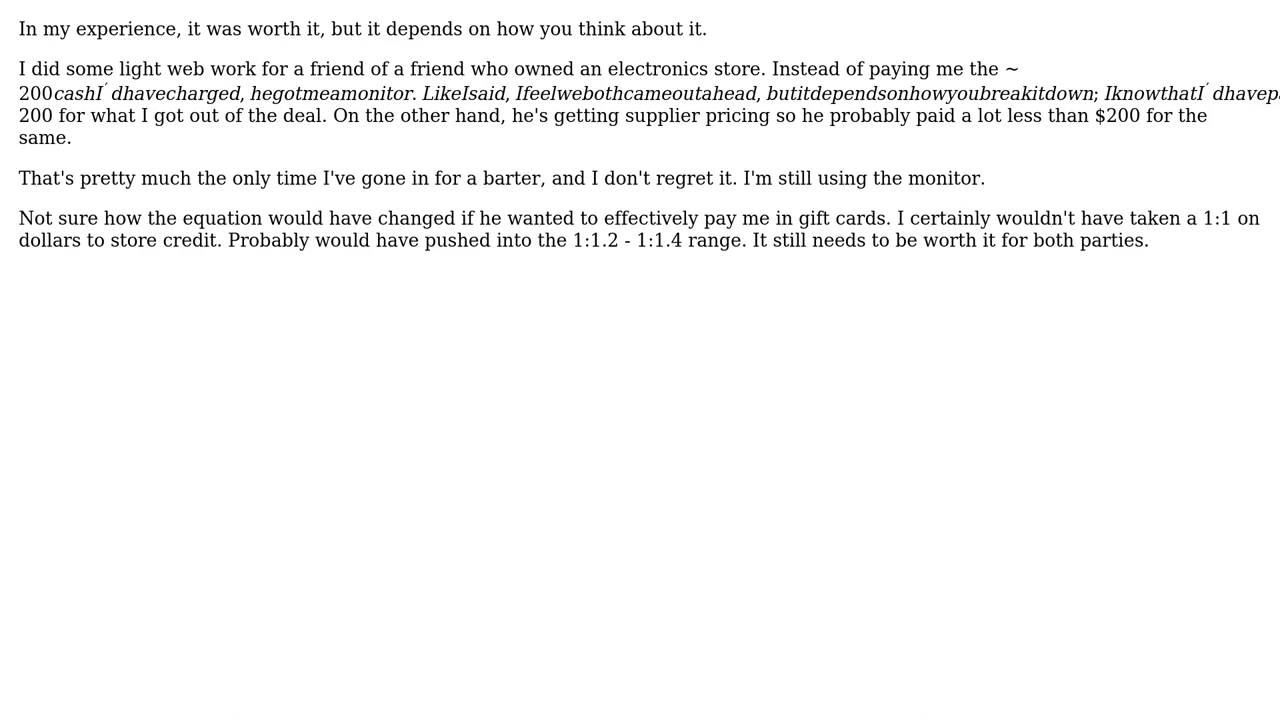 In my experience, it was worth it, but it depends on how you think about it.
I did some light web work for a friend of a friend who owned an electronics store. Instead of paying me the ~
200cashI′dhavecharged, hegotmeamonitor. LikeIsaid, Ifeelwebothcameoutahead, butitdependsonhowyoubreakitdown; IknowthatI′dhavep
200 for what I got out of the deal. On the other hand, he's getting supplier pricing so he probably paid a lot less than $200 for the
same.
That's pretty much the only time I've gone in for a barter, and I don't regret it. I'm still using the monitor.
Not sure how the equation would have changed if he wanted to effectively pay me in gift cards. I certainly wouldn't have taken a 1:1 on
dollars to store credit. Probably would have pushed into the 1:1.2 - 1:1.4 range. It still needs to be worth it for both parties.